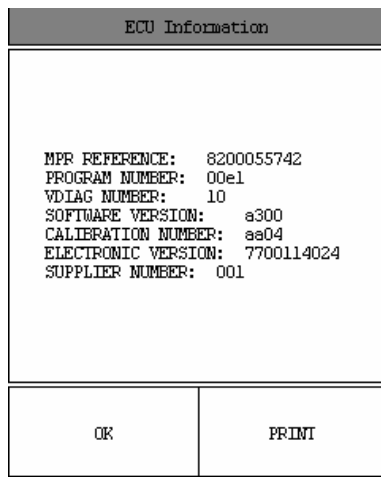 ECU Information
MPR REFERENCE: 8200055742
PROGRAM NUMBER: 00e1
VDIAG NUMBER: 10
SOFTWARE VERSION: a300
CALIBRATION NUMBER: aa04
ELECTRONIC VERSION: 7700114024
SUPPLIER NUMBER: 001
OK
PRINT